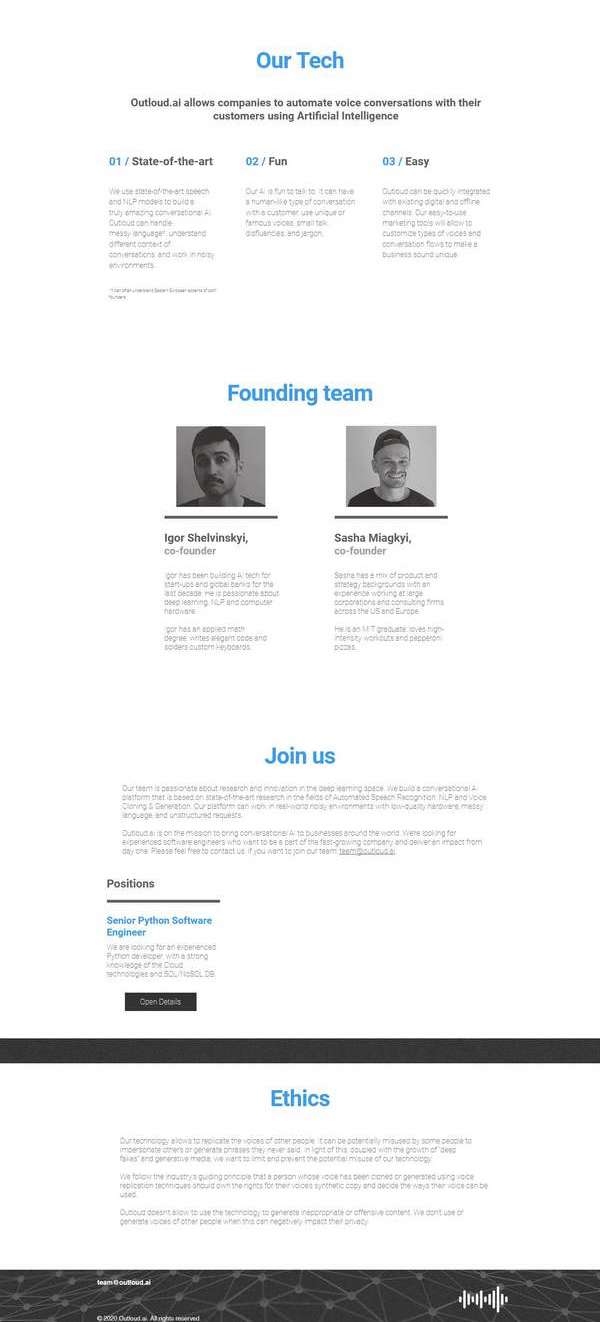 Our Tech
Outloud.ai allows companies to automate voice conversations with their
customers using Artificial Intelligence
01 / State-of-the-art
We use state-of-the-art speech
and NLP models to build a
truly amazing conversational AI.
Outloud can handle
messy language*, understand
different context of
conversations, and work in noisy
environments.
*It can often understand Eastern European accents of both
founders
02 / Fun
Our AI is fun to talk to. It can have
a human-like type of conversation
with a customer, use unique or
famous voices, small talk,
disfluencies, and jargon.
03 / Easy
Outloud can be quickly integrated
with existing digital and offline
channels. Our easy-to-use
marketing tools will allow to
customize types of voices and
conversation flows to make a
business sound unique.
Founding team
Igor Shelvinskyi,
co-founder
Igor has been building AI tech for
start-ups and global banks for the
last decade. He is passionate about
deep learning, NLP and computer
hardware.
Igor has an applied math
degree, writes elegant code and
solders custom keyboards.
Sasha Miagkyi,
co-founder
Sasha has a mix of product and
strategy backgrounds with an
experience working at large
corporations and consulting firms
across the US and Europe.
He is an MIT graduate, loves high-
intensity workouts and pepperoni
pizzas.
Join us
Our team is passionate about research and innovation in the deep learning space. We build a conversational AI
platform that is based on state-of-the-art research in the fields of Automated Speech Recognition, NLP and Voice
Cloning & Generation. Our platform can work in real-world noisy environments with low-quality hardware, messy
language, and unstructured requests.
Outloud.ai is on the mission to bring conversational AI to businesses around the world. We're looking for
experienced software engineers who want to be a part of the fast-growing company and deliver an impact from
day one. Please feel free to contact us, if you want to join our team: team@outloud.ai
Positions
Senior Python Software
Engineer
We are looking for an experienced
Python developer, with a strong
knowledge of the Cloud
technologies and SQL/NoSQL DB.
Open Details
Ethics
Our technology allows to replicate the voices of other people. It can be potentially misused by some people to
impersonate others or generate phrases they never said. In light of this, coupled with the growth of "deep
fakes" and generative media, we want to limit and prevent the potential misuse of our technology.
We follow the industry's guiding principle that a person whose voice has been cloned or generated using voice
replication techniques should own the rights for their voice's synthetic copy and decide the ways their voice can be
used.
Outloud doesn't allow to use the technology to generate inappropriate or offensive content. We don't use or
generate voices of other people when this can negatively impact their privacy.
team@outloud.ai
© 2020 Outloud.ai. All rights reserved